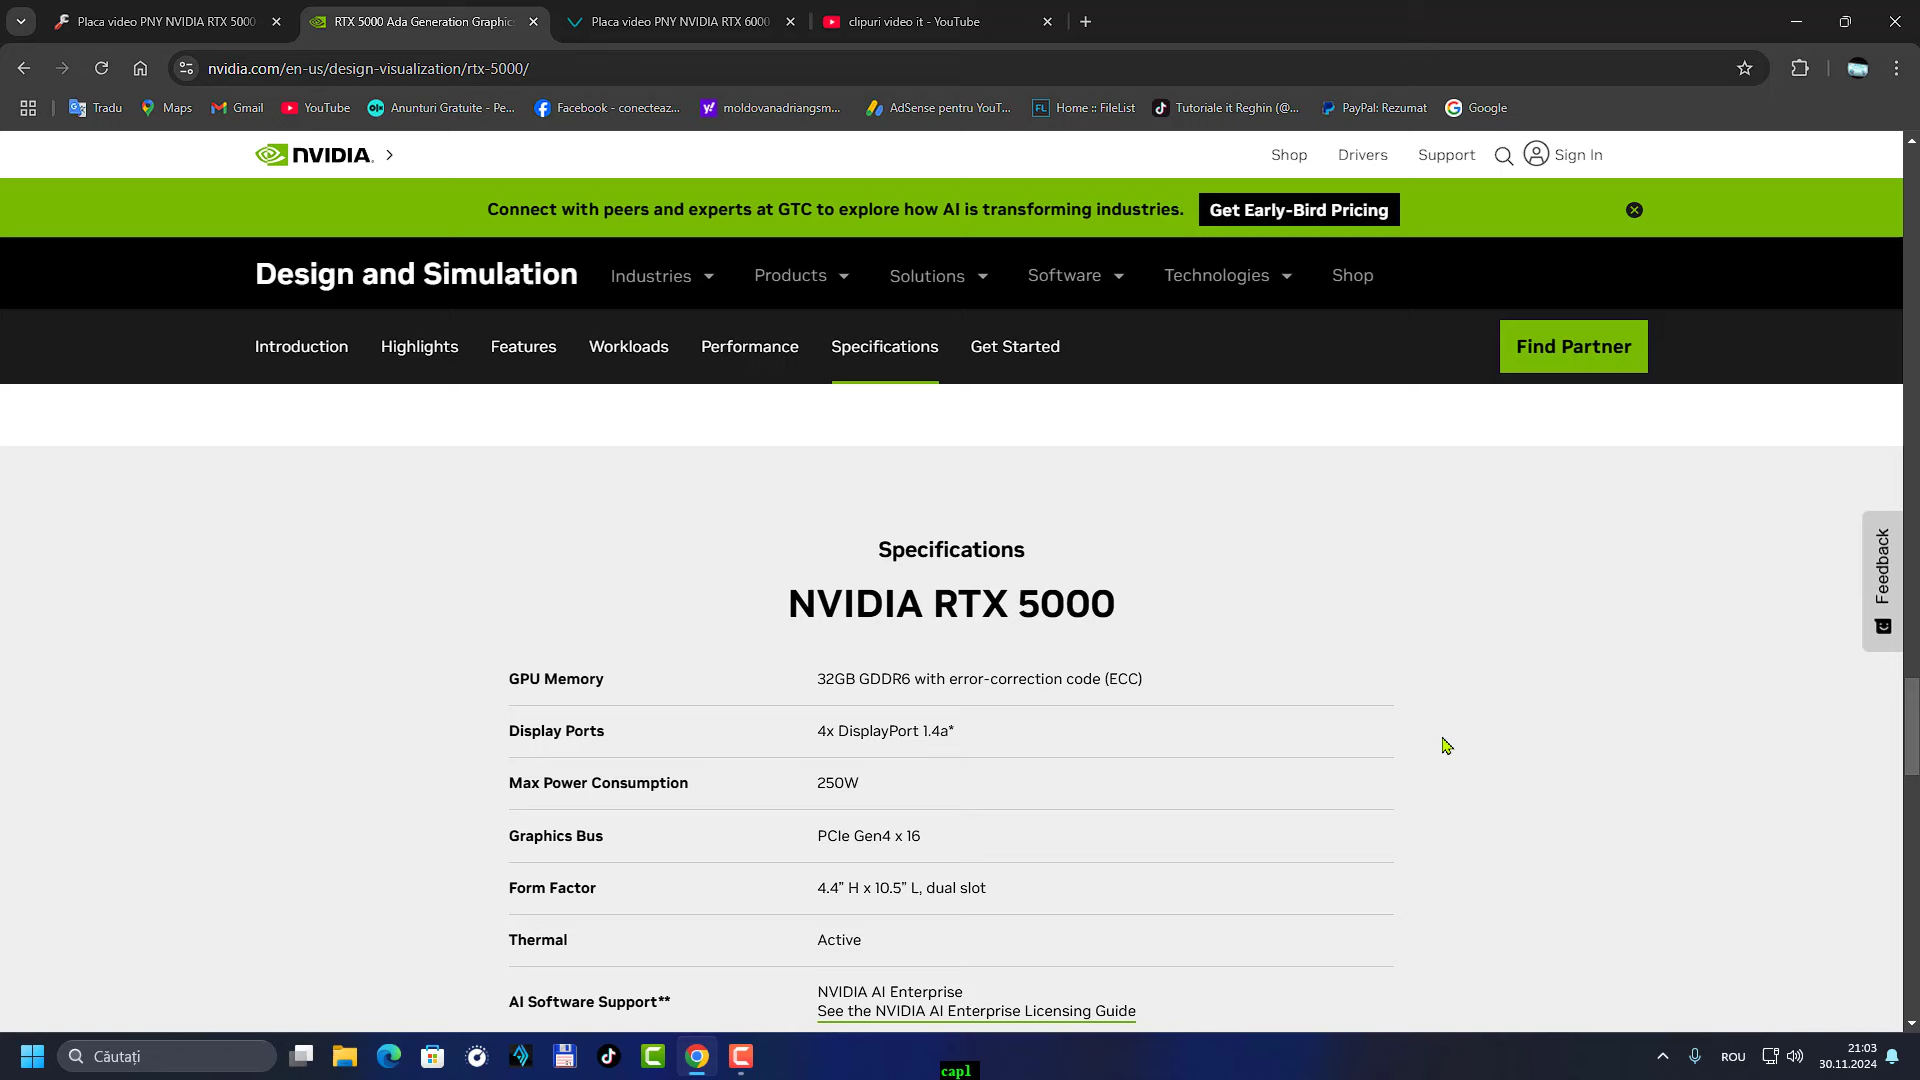 Placa video PNY NVIDIA RTX 5000
RTX 5000 Ada Generation Graphics
Placa video PNY NVIDIA RTX 6000
clipuri video it - YouTube
nvidia.com/en-us/design-visualization/rtx-5000/
Tradu
Maps
Gmail
YouTube
Anunturi Gratuite - Pe...
Facebook - conecteaz...
moldovanadriangsm...
AdSense pentru YouT...
FL
Home :: FileList
Tutoriale it Reghin (@...
PayPal: Rezumat
Google
NVIDIA.
Shop
Drivers
Support
Sign In
Connect with peers and experts at GTC to explore how AI is transforming industries.
Get Early-Bird Pricing
Design and Simulation
Industries
Products
Solutions
Software
Technologies
Shop
Introduction
Highlights
Features
Workloads
Performance
Specifications
Get Started
Find Partner
Feedback
Specifications
NVIDIA RTX 5000
GPU Memory
32GB GDDR6 with error-correction code (ECC)
Display Ports
4x DisplayPort 1.4a*
Max Power Consumption
250W
Graphics Bus
PCIe Gen4 x 16
Form Factor
4.4” H x 10.5” L, dual slot
Thermal
Active
AI Software Support**
NVIDIA AI Enterprise
See the NVIDIA AI Enterprise Licensing Guide
Căutați
capl
ROU
21:03
30.11.2024